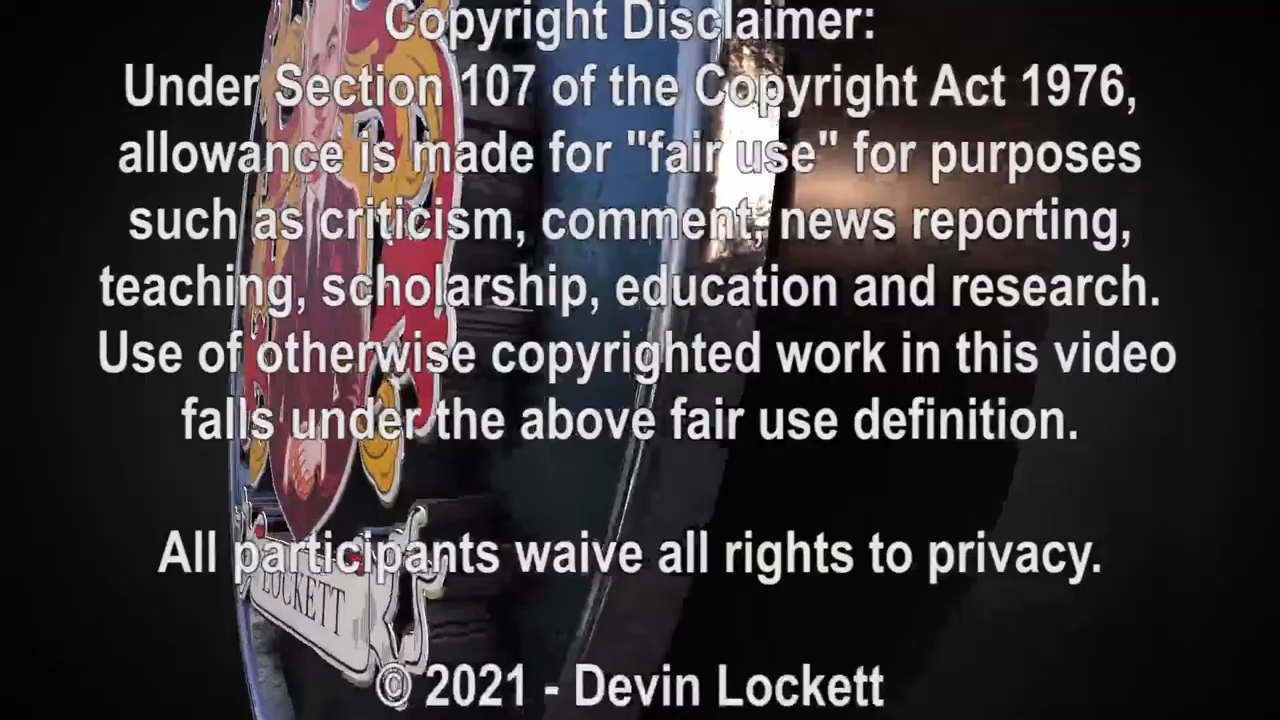 Copyright Disclaimer:
Under Section 107 of the Copyright Act 1976,
allowance is made for "fair use" for purposes
such as criticism, comment, news reporting,
teaching, scholarship, education and research.
Use of otherwise copyrighted work in this video
falls under the above fair use definition.
All participants waive all rights to privacy.
LOCKETT
© 2021 - Devin Lockett